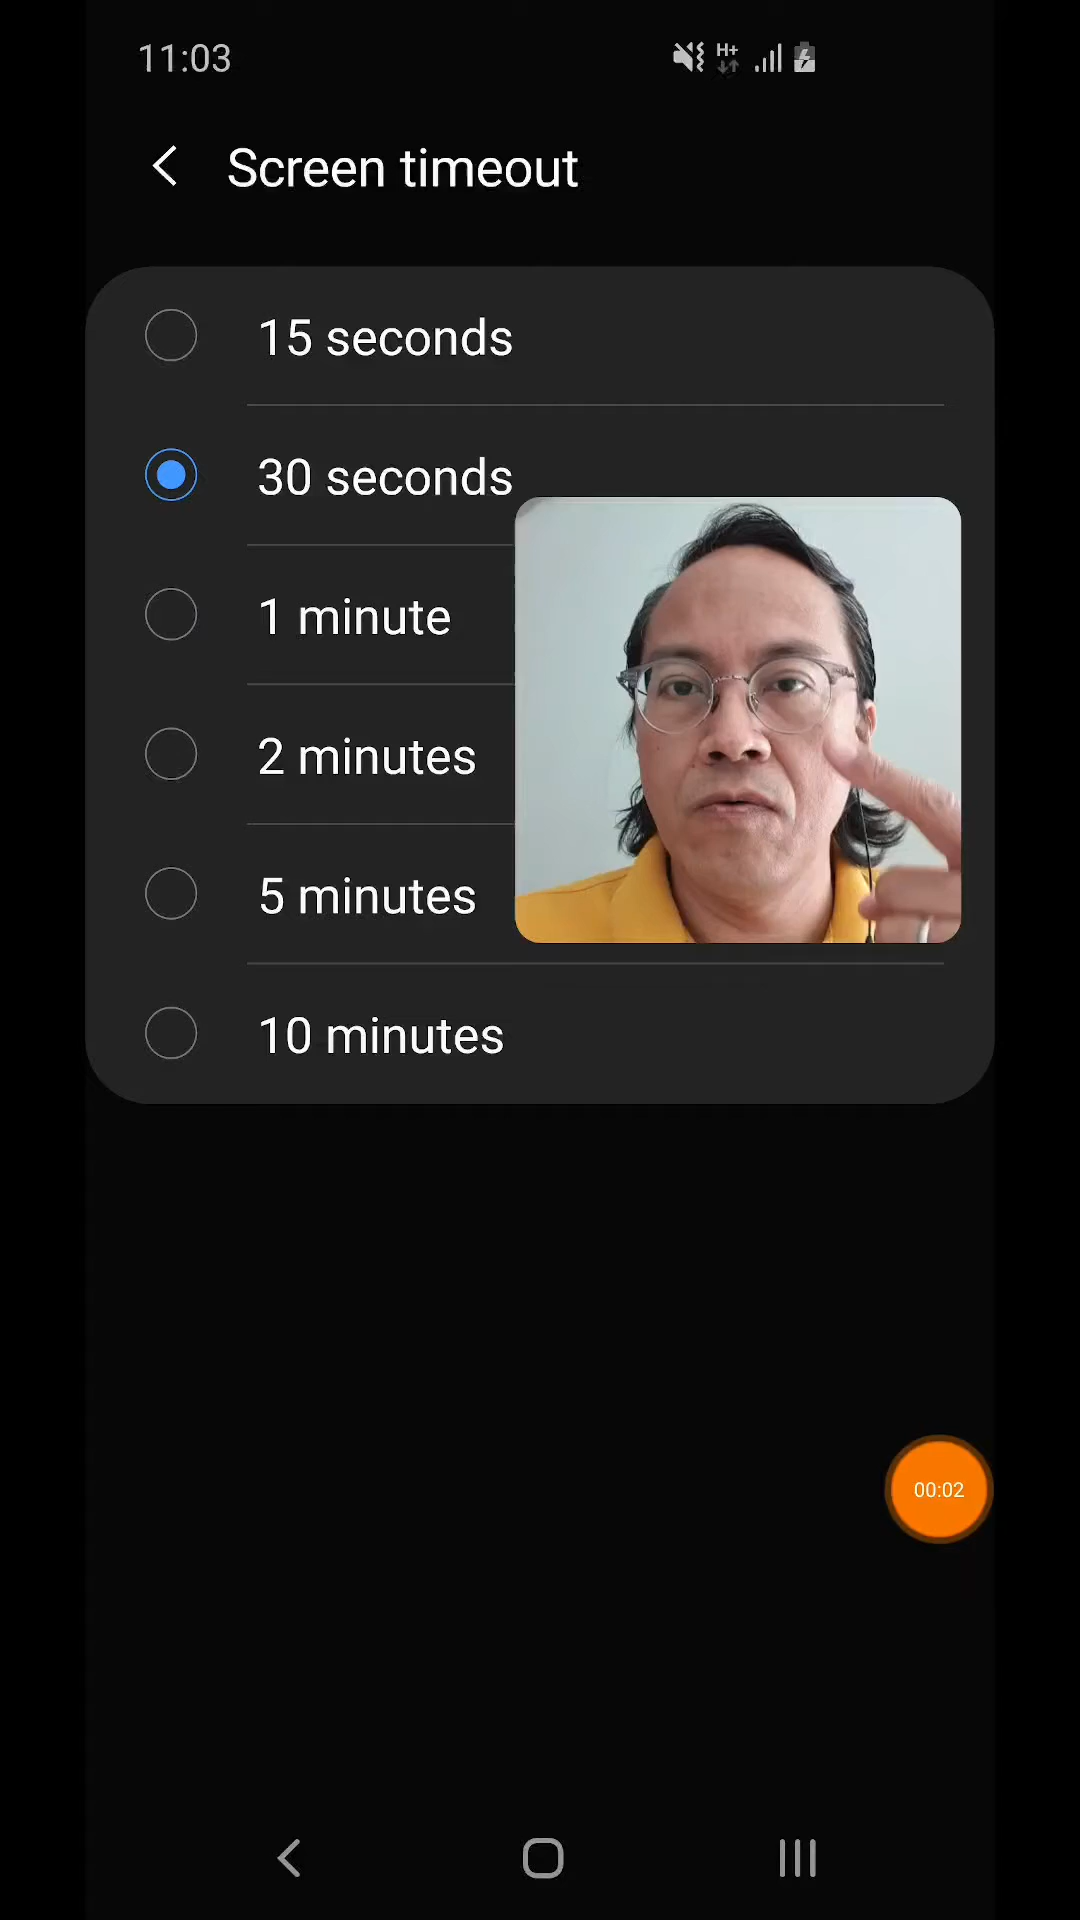 11:03
H+
Screen timeout
15 seconds
30 seconds
1 minute
2 minutes
5 minutes
10 minutes
00:02